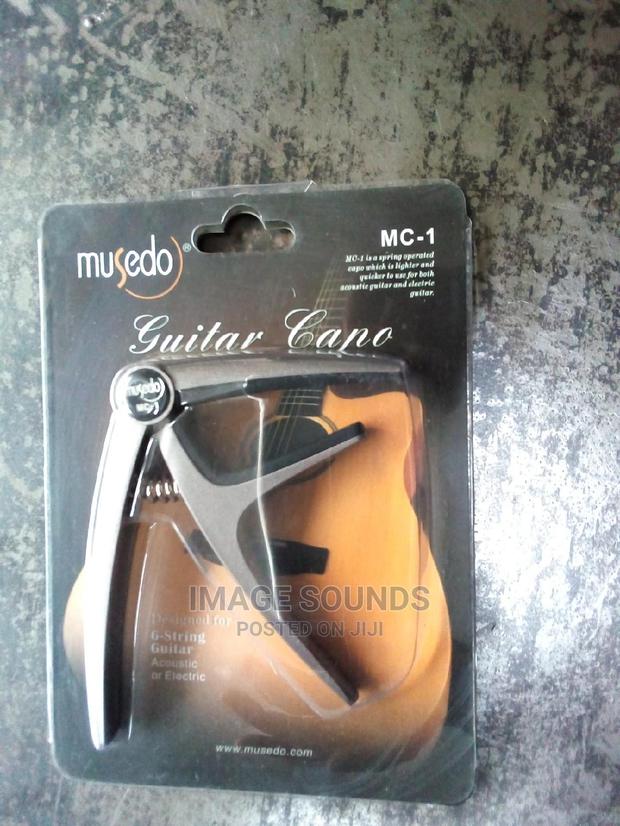 musedo®
MC-1
MC-1 is a spring operated
capo which is lighter and
quicker to use for both
acoustic guitar and electric
guitar.
Guitar Capo
musedo
Designed for
6-String
Guitar
Acoustic
or Electric
IMAGE SOUNDS
POSTED ON JIJI
www.musedo.com